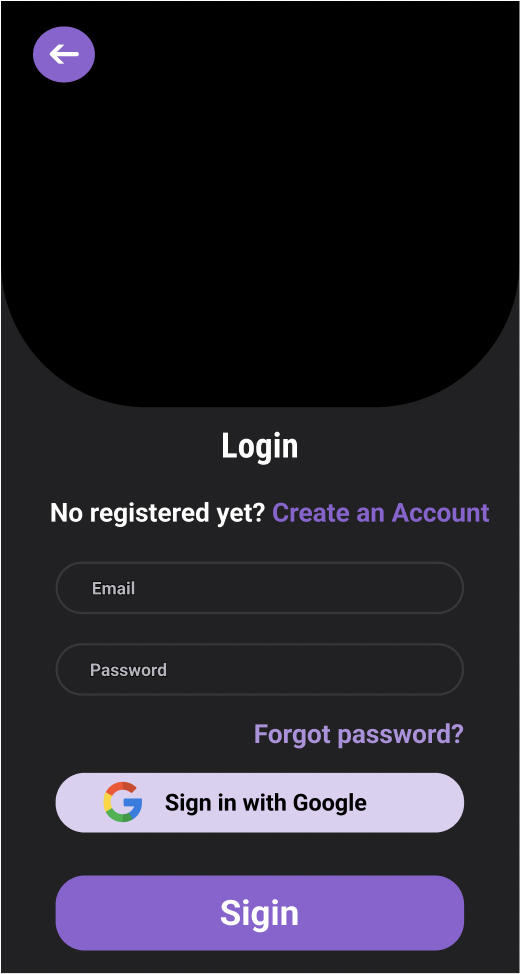 Login
No registered yet? Create an Account
Email
Password
Forgot password?
Sign in with Google
Sigin